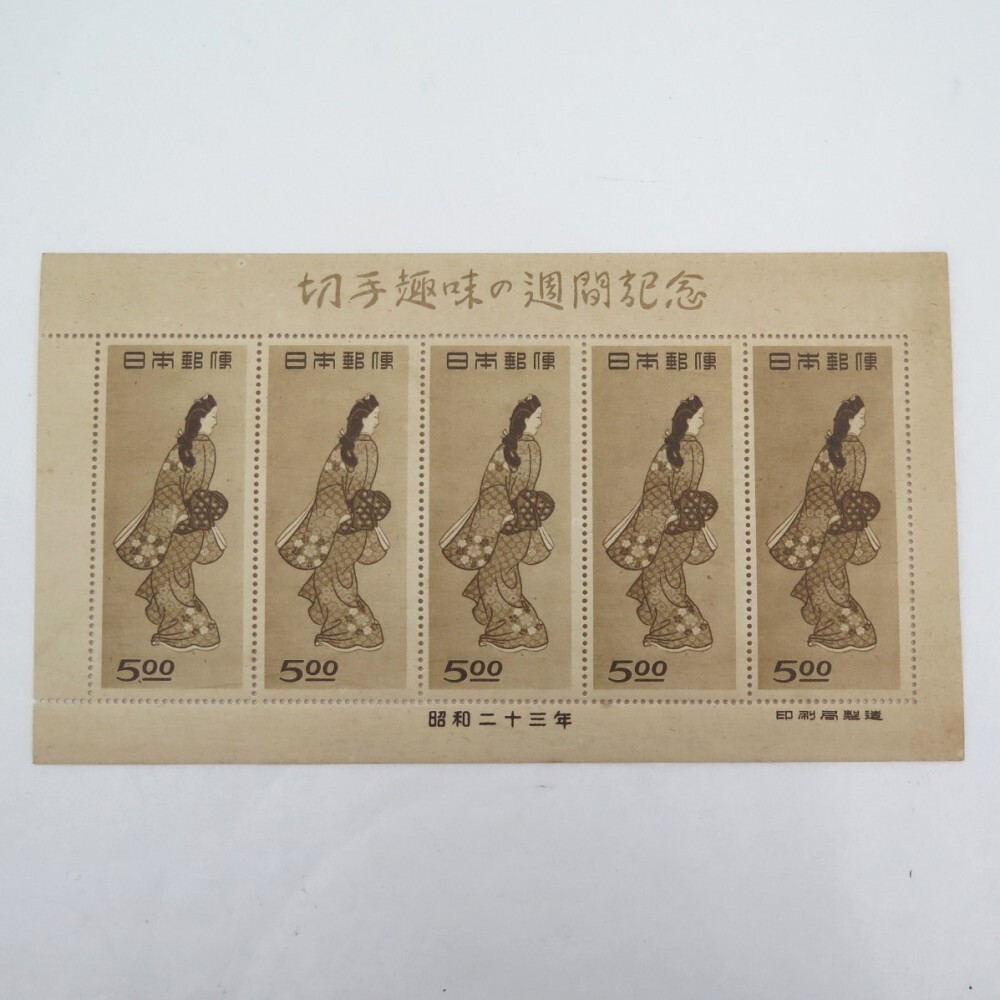 切手趣味の週間記念
日本郵便 日本郵便 日本郵便 日本郵便 日本郵便
5.00 5.00 5.00 5.00 5.00
昭和二十三年
印刷局製造